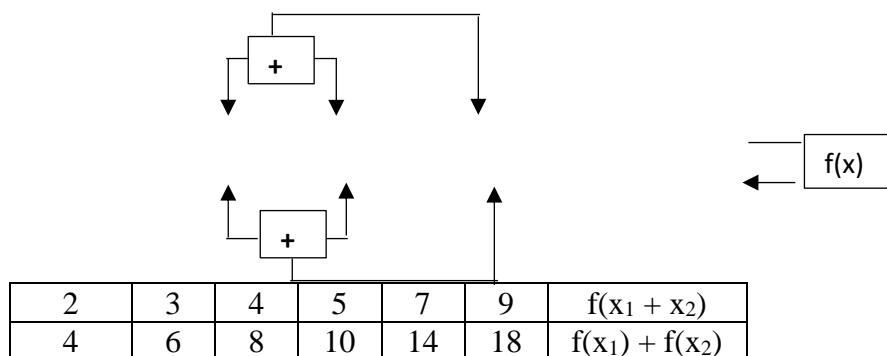 +
f(x)
+
2 3 4 5 7 9 f(x₁ + x₂)
4 6 8 10 14 18 f(x₁) + f(x₂)